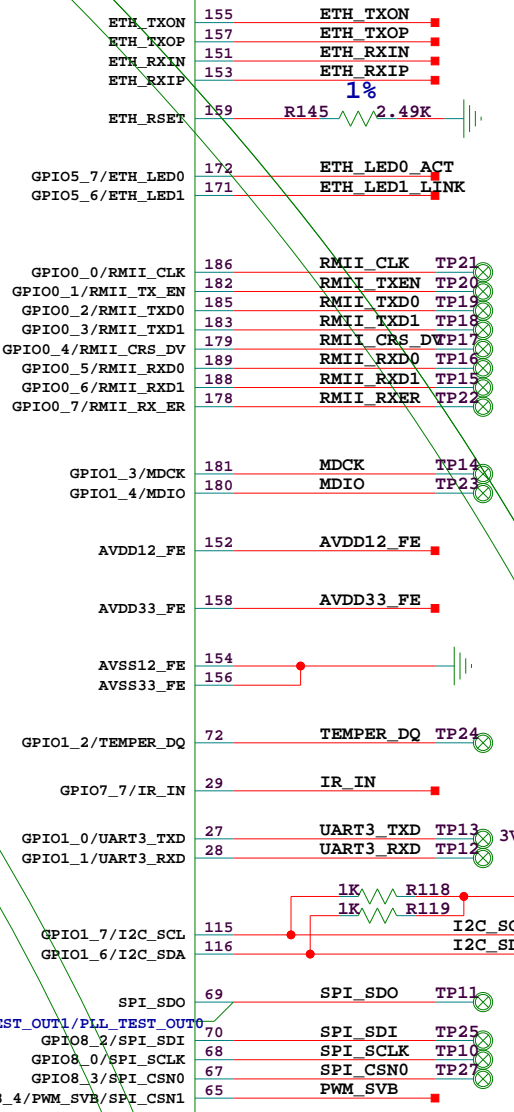 ETH_TXON 155 ETH_TXON
ETH_TXOP 157 ETH_TXOP
ETH_RXIN 151 ETH_RXIN
ETH_RXIP 153 ETH_RXIP
1%
ETH_RSET 159 R145 2.49K
GPIO5_7/ETH_LED0 172 ETH_LED0_ACT
GPIO5_6/ETH_LED1 171 ETH_LED1_LINK
GPIO0_0/RMII_CLK 186 RMII_CLK TP21
GPIO0_1/RMII_TX_EN 182 RMII_TXEN TP20
GPIO0_2/RMII_TXD0 185 RMII_TXD0 TP19
GPIO0_3/RMII_TXD1 183 RMII_TXD1 TP18
GPIO0_4/RMII_CRS_DV 179 RMII_CRS_DV TP17
GPIO0_5/RMII_RXD0 189 RMII_RXD0 TP16
GPIO0_6/RMII_RXD1 188 RMII_RXD1 TP15
GPIO0_7/RMII_RX_ER 178 RMII_RXER TP22
GPIO1_3/MDCK 181 MDCK TP14
GPIO1_4/MDIO 180 MDIO TP23
AVDD12_FE 152 AVDD12_FE
AVDD33_FE 158 AVDD33_FE
AVSS12_FE 154
AVSS33_FE 156
GPIO1_2/TEMPER_DQ 72 TEMPER_DQ TP24
GPIO7_7/IR_IN 29 IR_IN
GPIO1_0/UART3_TXD 27 UART3_TXD TP13 3V
GPIO1_1/UART3_RXD 28 UART3_RXD TP12
1K R118
1K R119
GPIO1_7/I2C_SCL 115 I2C_SC
GPIO1_6/I2C_SDA 116 I2C_SD
SPI_SDO 69 SPI_SDO TP11
EST_OUT1/PLL_TEST_OUT0
GPIO8_2/SPI_SDI 70 SPI_SDI TP25
GPIO8_0/SPI_SCLK 68 SPI_SCLK TP10
GPIO8_3/SPI_CSN0 67 SPI_CSN0 TP27
_4/PWM_SVB/SPI_CSN1 65 PWM_SVB